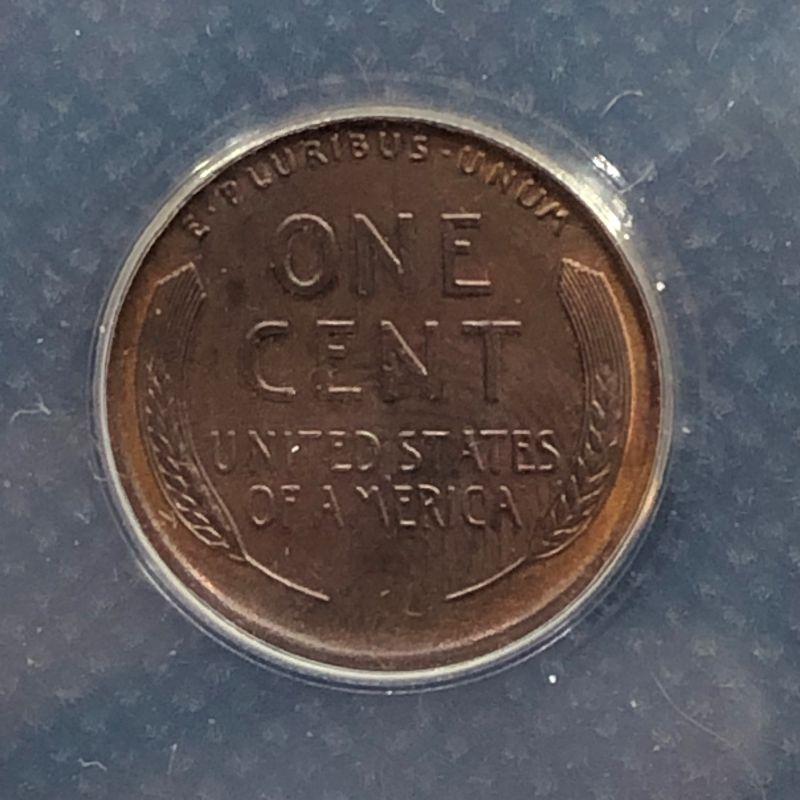 E·PLURIBUS·UNUM
ONE
CENT
UNITED STATES
OF AMERICA